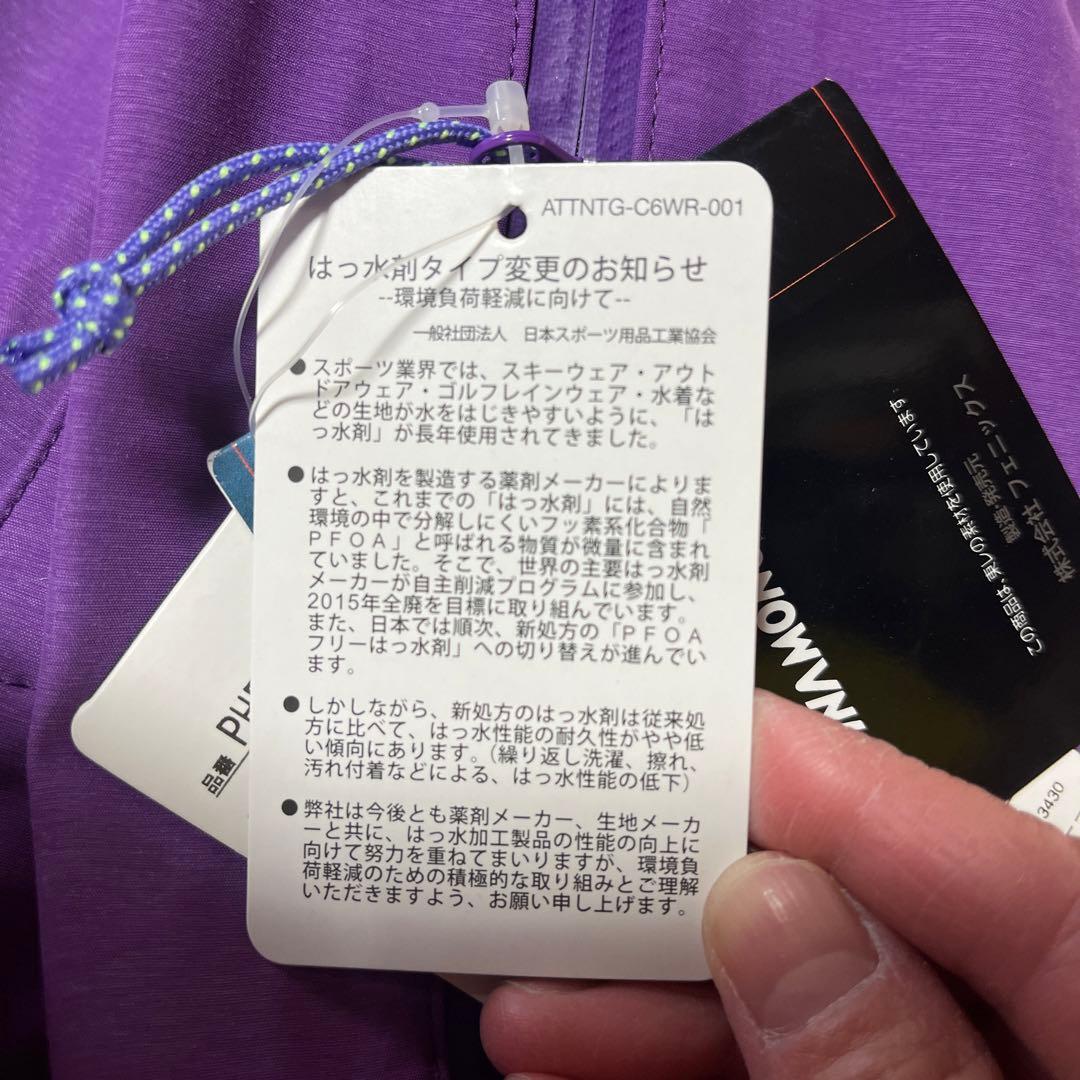 ATTNTG-C6WR-001
はっ水剤タイプ変更のお知らせ
--環境負荷軽減に向けて--
一般社団法人　日本スポーツ用品工業協会
● スポーツ業界では、スキーウェア・アウト
ドアウェア・ゴルフレインウェア・水着な
どの生地が水をはじきやすいように、「は
っ水剤」が長年使用されてきました。
● はっ水剤を製造する薬剤メーカーによりま
すと、これまでの「はっ水剤」には、自然
環境の中で分解しにくいフッ素系化合物「
ＰＦＯＡ」と呼ばれる物質が微量に含まれ
ていました。そこで、世界の主要はっ水剤
メーカーが自主削減プログラムに参加し、
2015年全廃を目標に取り組んでいます。
また、日本では順次、新処方の「ＰＦＯＡ
フリーはっ水剤」への切り替えが進んでい
ます。
● しかしながら、新処方のはっ水剤は従来処
方に比べて、はっ水性能の耐久性がやや低
い傾向にあります。（繰り返し洗濯、擦れ、
汚れ付着などによる、はっ水性能の低下）
● 弊社は今後とも薬剤メーカー、生地メーカ
ーと共に、はっ水加工製品の性能の向上に
向けて努力を重ねてまいりますが、環境負
荷軽減のための積極的な取り組みとご理解
いただきますよう、お願い申し上げます。
この商品は、東レの素材を使用しています。
製造 発売元
株式会社フェニックス
品番 PH
3430